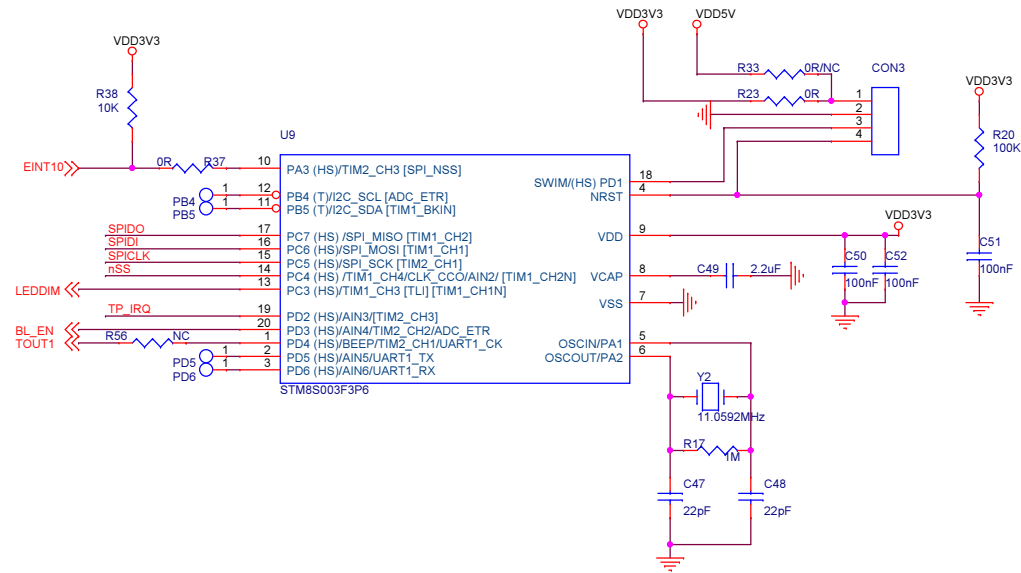 VDD3V3 VDD5V
VDD3V3
R33 0R/NC CON3
VDD3V3
R38
10K
R23 0R 1
2
3
4
R20
100K
U9
EINT10 0R R37 10 PA3 (HS)/TIM2_CH3 [SPI_NSS]
SWIM/(HS) PD1 18
NRST 4
PB4 1 12 PB4 (T)/I2C_SCL [ADC_ETR]
PB5 1 11 PB5 (T)/I2C_SDA [TIM1_BKIN]
VDD3V3
SPIDO 17 PC7 (HS) /SPI_MISO [TIM1_CH2]
VDD 9
SPIDI 16 PC6 (HS)/SPI_MOSI [TIM1_CH1]
SPICLK 15 PC5 (HS)/SPI_SCK [TIM2_CH1]
nSS 14 PC4 (HS) /TIM1_CH4/CLK_CCO/AIN2/ [TIM1_CH2N]
LEDDIM 13 PC3 (HS)/TIM1_CH3 [TLI] [TIM1_CH1N]
VCAP 8 C49 2.2uF
C50 C52 C51
100nF 100nF 100nF
VSS 7
TP_IRQ 19 PD2 (HS)/AIN3/[TIM2_CH3]
BL_EN 20 PD3 (HS)/AIN4/TIM2_CH2/ADC_ETR
TOUT1 R56 NC 1 PD4 (HS)/BEEP/TIM2_CH1/UART1_CK
PD5 1 2 PD5 (HS)/AIN5/UART1_TX
PD6 1 3 PD6 (HS)/AIN6/UART1_RX
OSCIN/PA1 5
OSCOUT/PA2 6
STM8S003F3P6
Y2
11.0592MHz
R17
1M
C47 C48
22pF 22pF